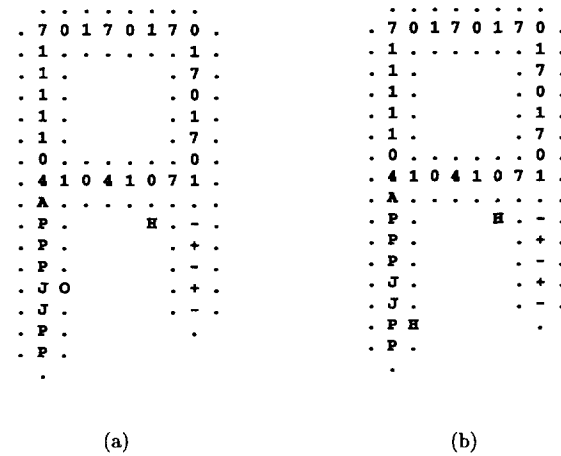 . . . . . . . .
. 7 0 1 7 0 1 7 0 .
. 1 . . . . . . 1 .
. 1 . . 7 .
. 1 . . 0 .
. 1 . . 1 .
. 1 . . 7 .
. 0 . . . . . . 0 .
. 4 1 0 4 1 0 7 1 .
. A . . . . . . . .
. P . H . - .
. P . . + .
. P . . - .
. J O . + .
. J . . - .
. P . .
. P .
.
(a)
. . . . . . . .
. 7 0 1 7 0 1 7 0 .
. 1 . . . . . . 1 .
. 1 . . 7 .
. 1 . . 0 .
. 1 . . 1 .
. 1 . . 7 .
. 0 . . . . . . 0 .
. 4 1 0 4 1 0 7 1 .
. A . . . . . . . .
. P . H . - .
. P . . + .
. P . . - .
. J . . + .
. J . . - .
. P H .
. P .
.
(b)